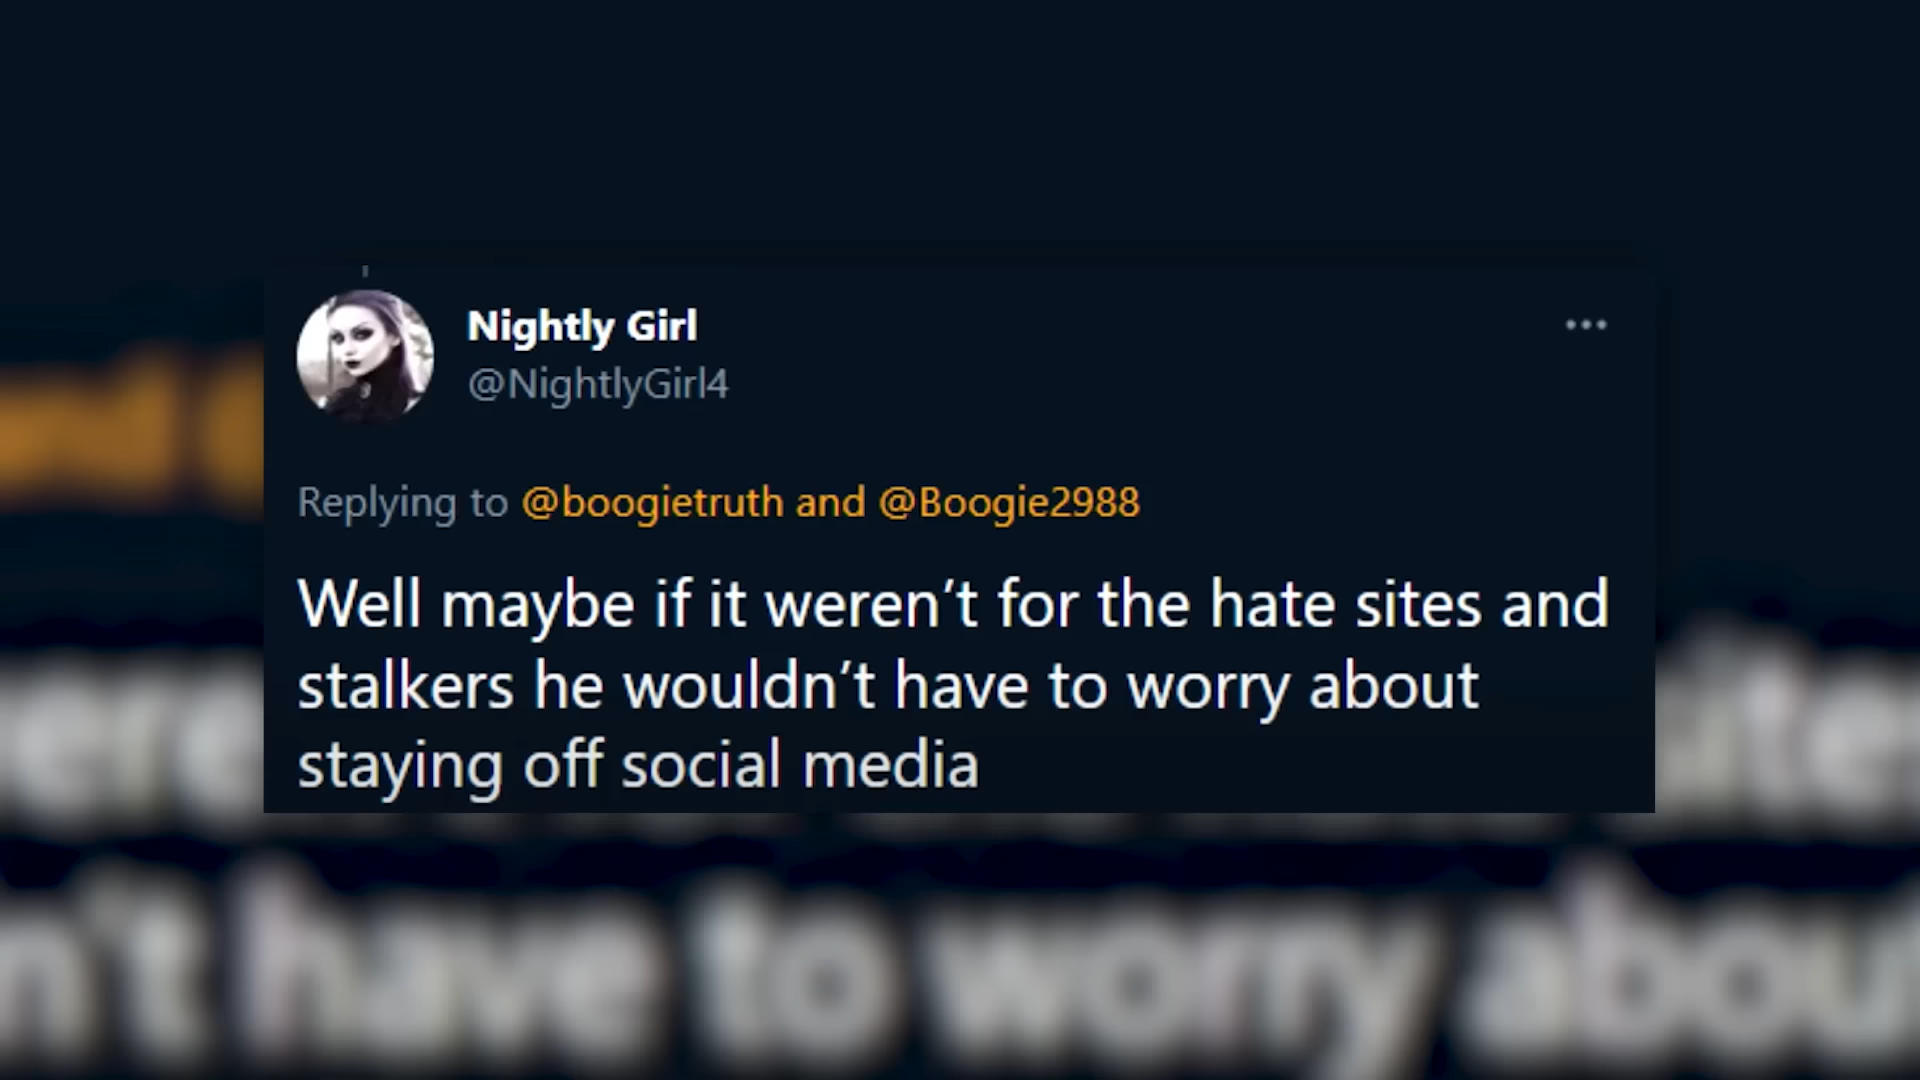 Nightly Girl
@NightlyGirl4
Replying to @boogietruth and @Boogie2988
Well maybe if it weren’t for the hate sites and
stalkers he wouldn’t have to worry about
staying off social media